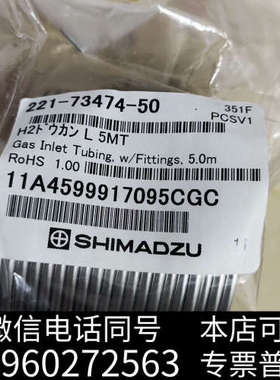 221-73474-50
351F
PCSV1
H2ドウカン L 5MT
Gas Inlet Tubing, w/Fittings, 5.0m
RoHS 1.00
11A4599917095CGC
SHIMADZU
微信电话同号
本店可
960272563
专票普